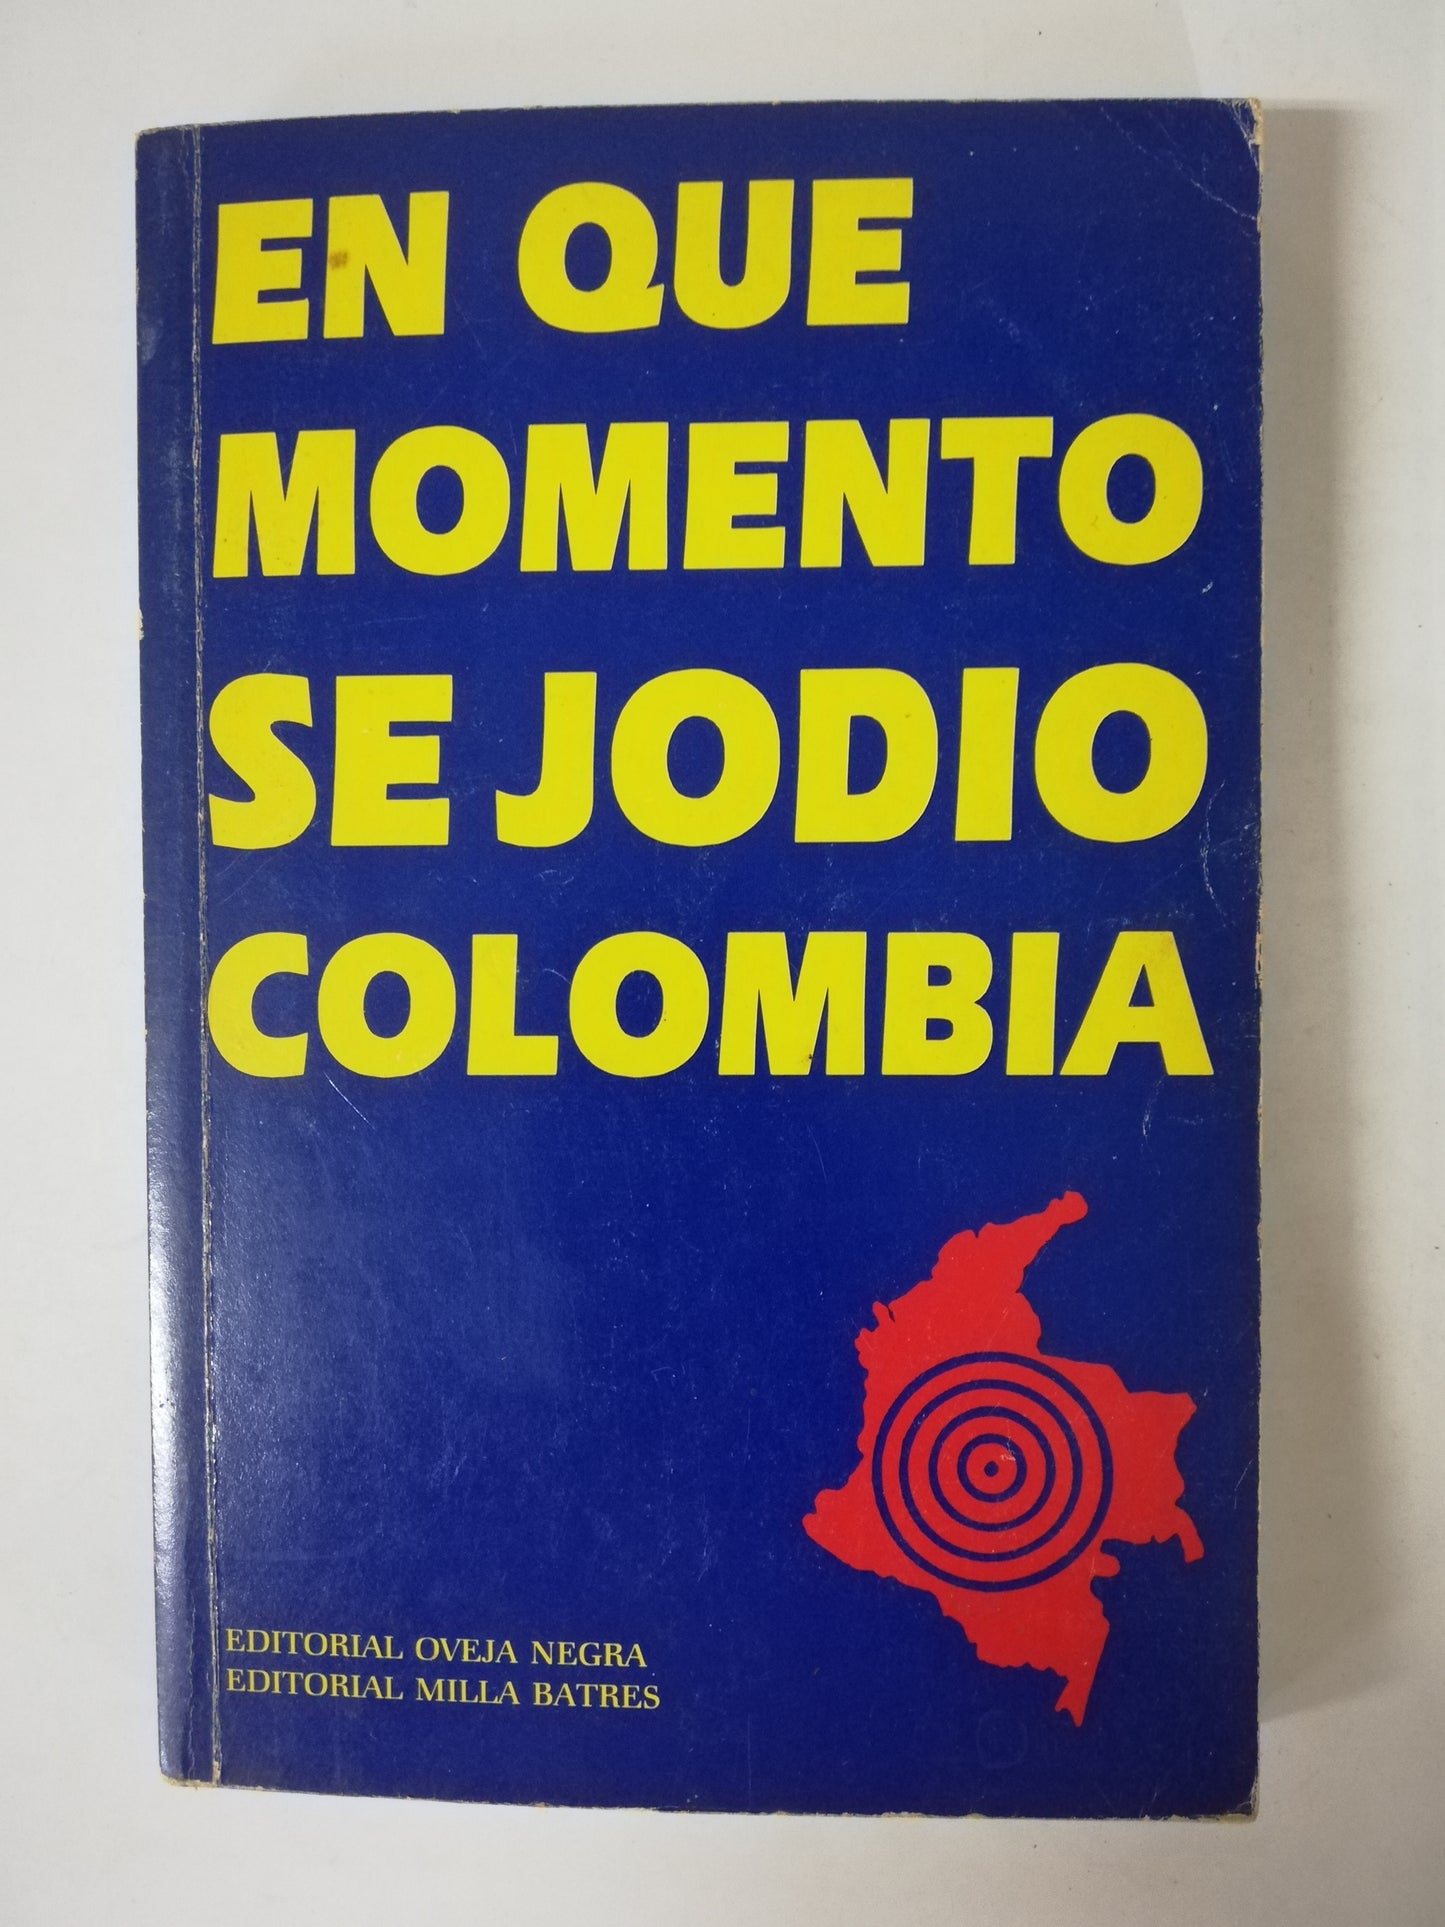 EN QUE
MOMENTO
SE JODIO
COLOMBIA
EDITORIAL OVEJA NEGRA
EDITORIAL MILLA BATRES